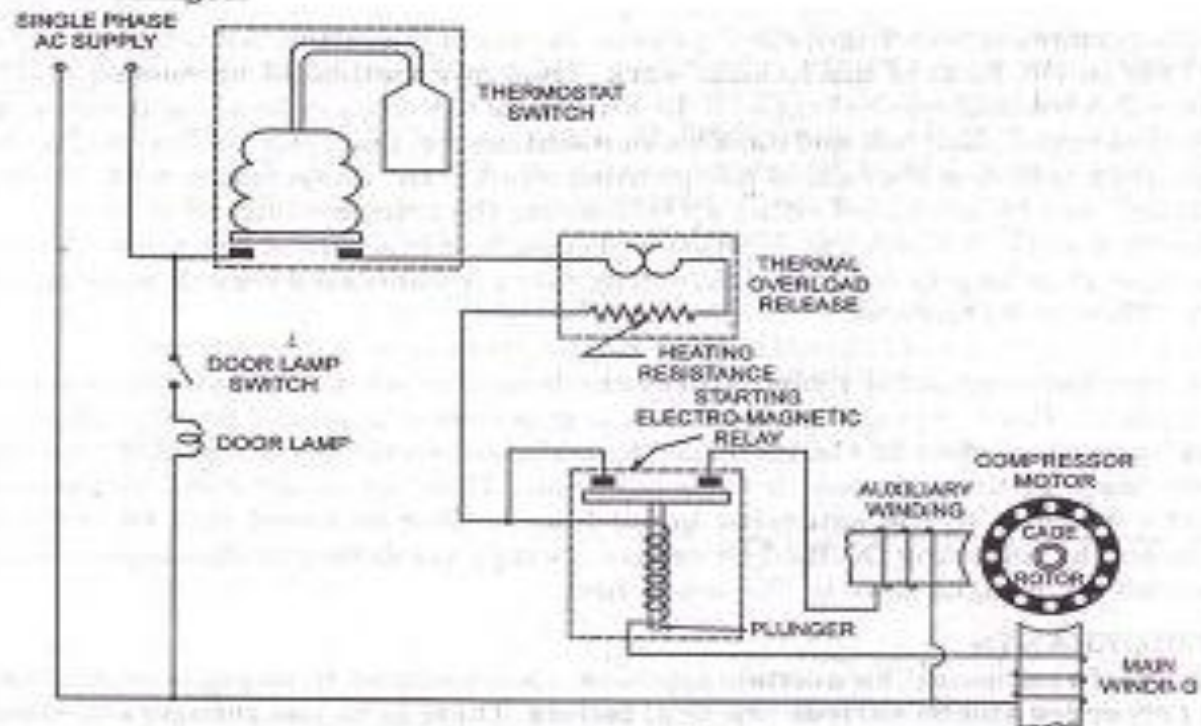 SINGLE PHASE
AC SUPPLY
THERMOSTAT
SWITCH
THERMAL
OVERLOAD
RELEASE
HEATING
RESISTANCE
DOOR LAMP
SWITCH
DOOR LAMP
STARTING
ELECTRO-MAGNETIC
RELAY
COMPRESSOR
MOTOR
AUXILIARY
WINDING
CAGE
ROTOR
PLUNGER
MAIN
WINDING